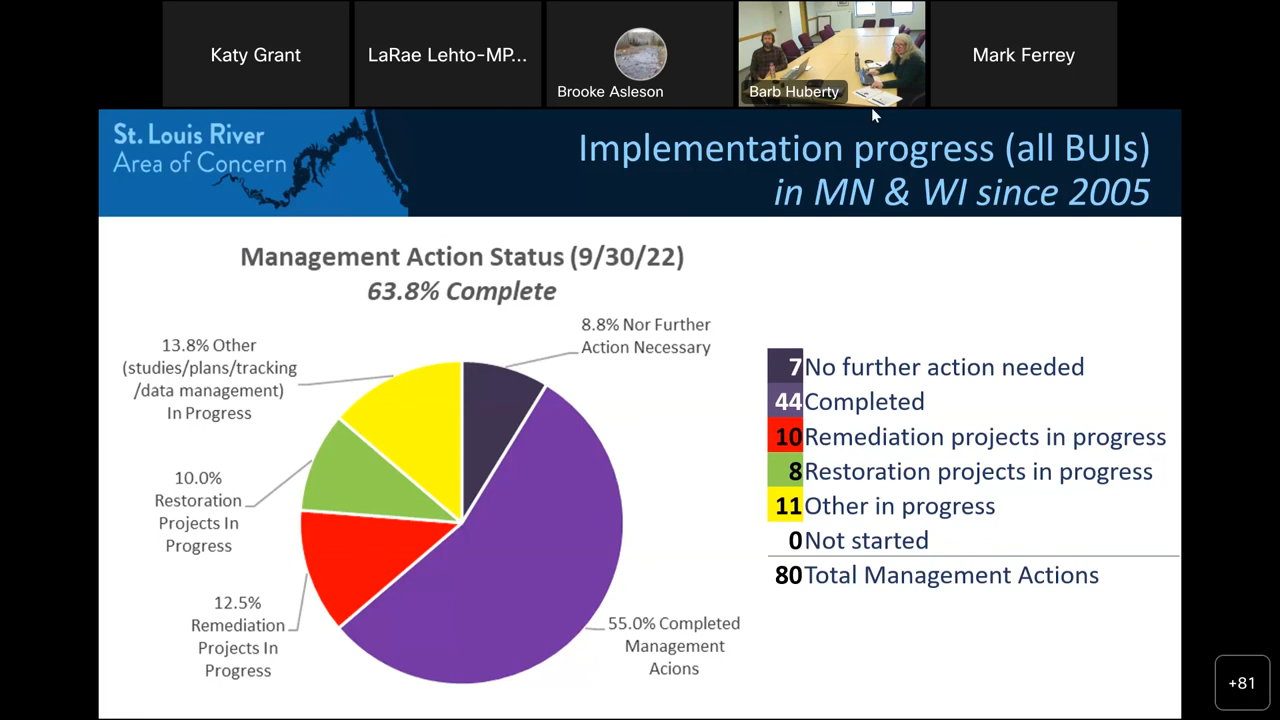 Katy Grant
LaRae Lehto-MP...
Brooke Asleson
Barb Huberty
Mark Ferrey
St. Louis River
Area of Concern
Implementation progress (all BUIs)
in MN & WI since 2005
Management Action Status (9/30/22)
63.8% Complete
8.8% Nor Further
Action Necessary
13.8% Other
(studies/plans/tracking
/data management)
In Progress
10.0%
Restoration
Projects In
Progress
12.5%
Remediation
Projects In
Progress
55.0% Completed
Management
Acions
7 No further action needed
44 Completed
10 Remediation projects in progress
8 Restoration projects in progress
11 Other in progress
0 Not started
80 Total Management Actions
+81